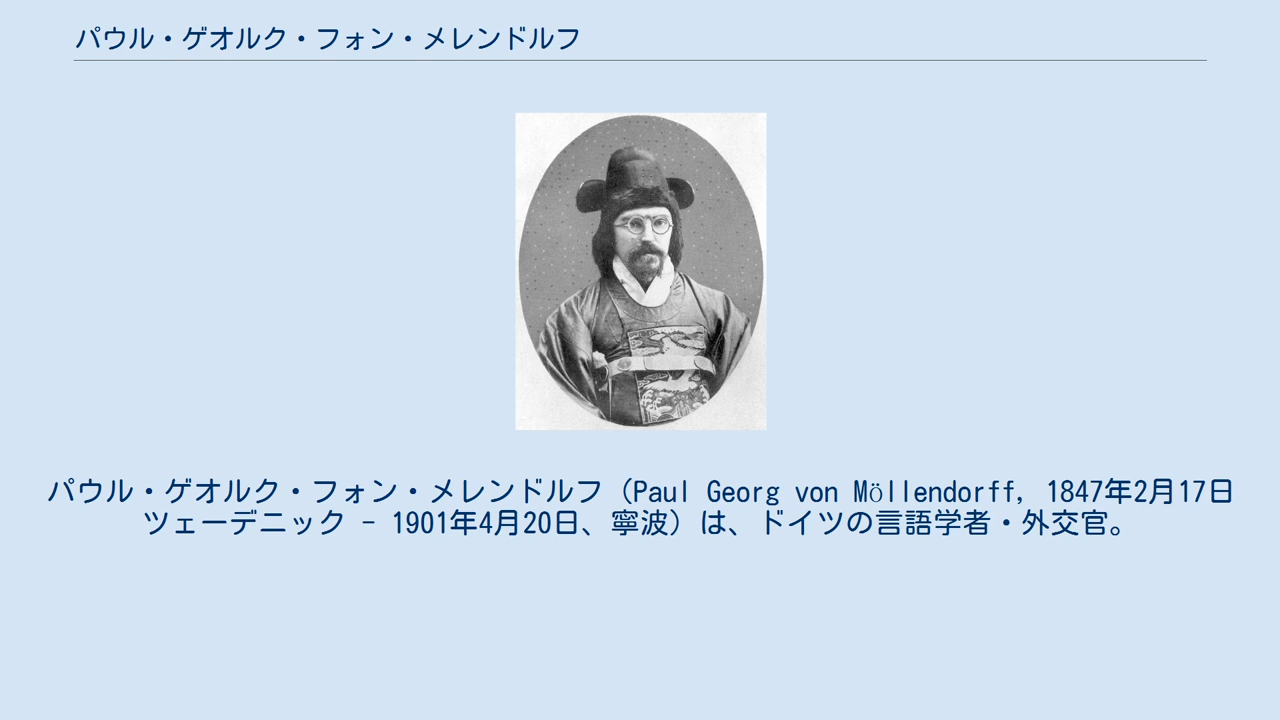 パウル・ゲオルク・フォン・メレンドルフ
パウル・ゲオルク・フォン・メレンドルフ（Paul Georg von Möllendorff, 1847年2月17日
ツェーデニック - 1901年4月20日、寧波）は、ドイツの言語学者・外交官。